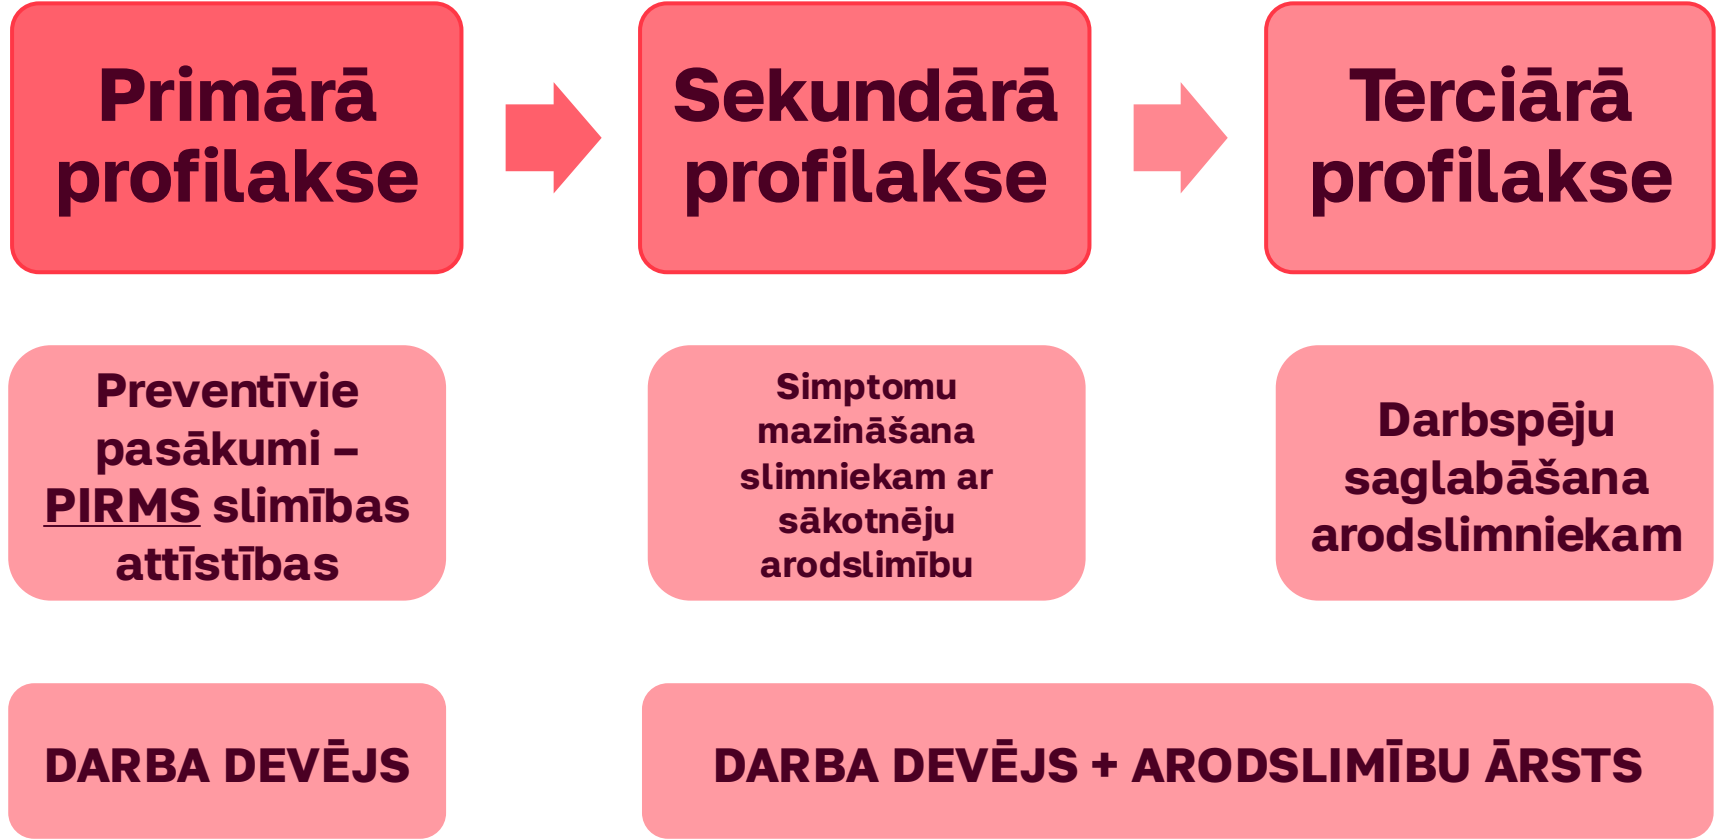 Primārā
profilakse
Sekundārā
profilakse
Terciārā
profilakse
Preventīvie
pasākumi –
PIRMS slimības
attīstības
Simptomu
mazināšana
slimniekam ar
sākotnēju
arodslimību
Darbspēju
saglabāšana
arodslimniekam
DARBA DEVĒJS
DARBA DEVĒJS + ARODSLIMĪBU ĀRSTS